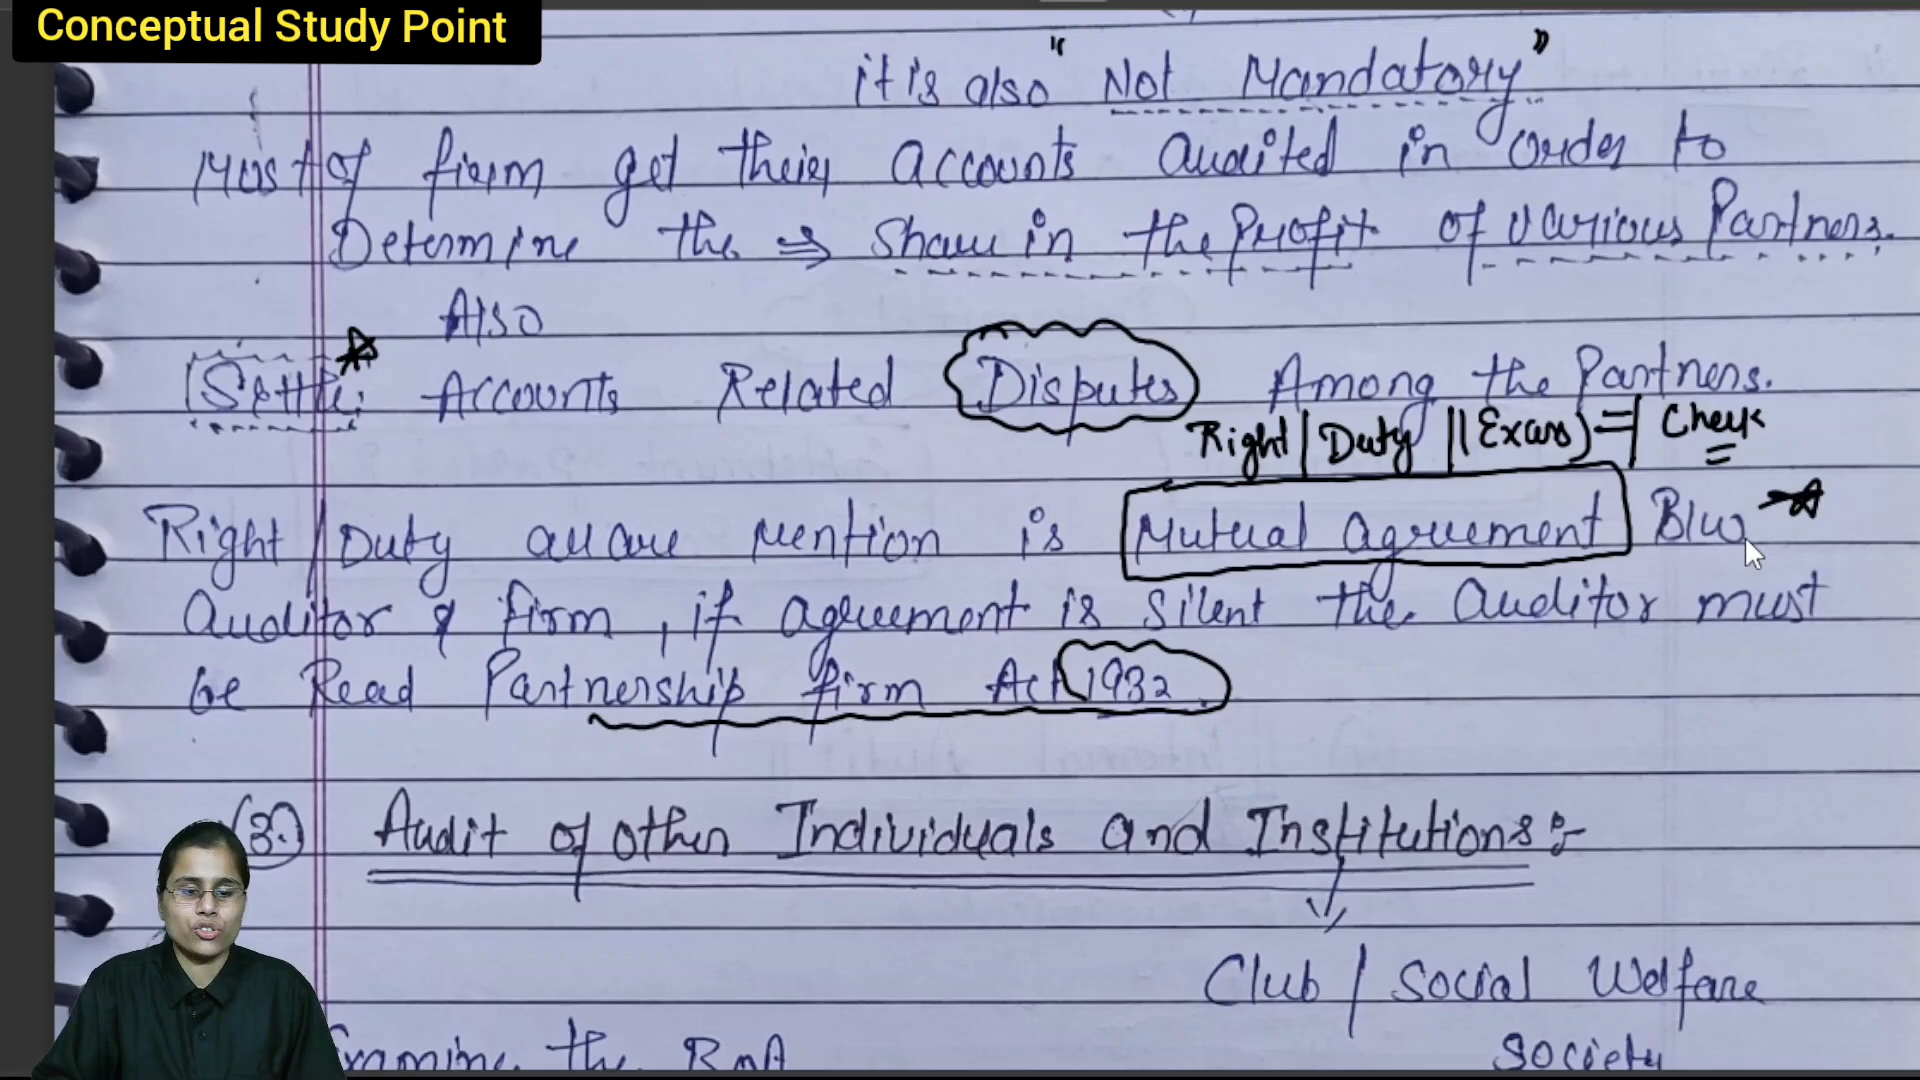 Conceptual Study Point
it is also "Not Mandatory"
Most of firm get their Accounts Audited in order to
Determine the ⇒ Share in the Profit of various Partners.
Also
Settle Accounts Related Disputes Among the Partners.
Right | Duty || Check
Right / Duty all are mention is Mutual agreement B/w
Auditor & firm, if agreement is silent the Auditor must
be Read Partnership firm Act 1932.
(3.) Audit of other Individuals and Institutions :-
Club / Social Welfare
Society
Examine the